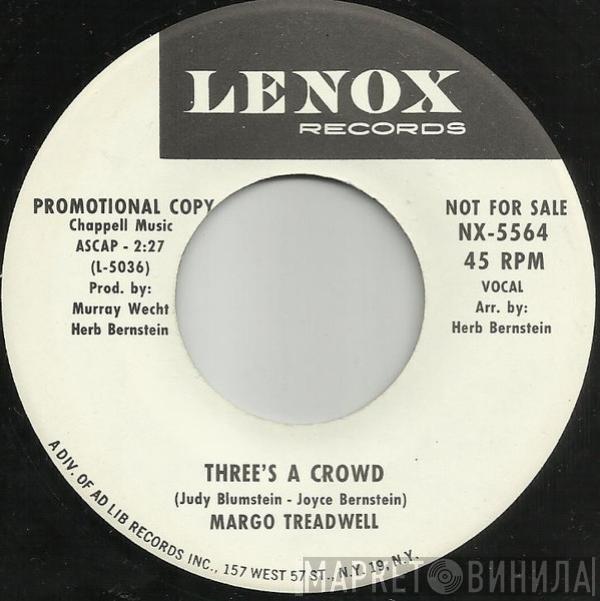 LENOX
RECORDS
PROMOTIONAL COPY
Chappell Music
ASCAP - 2:27
(L-5036)
Prod. by:
Murray Wecht
Herb Bernstein
NOT FOR SALE
NX-5564
45 RPM
VOCAL
Arr. by:
Herb Bernstein
THREE'S A CROWD
(Judy Blumstein - Joyce Bernstein)
MARGO TREADWELL
A DIV. OF AD LIB RECORDS INC., 157 WEST 57 ST., N.Y. 19, N.Y.
МАРКЕТ ВИНИЛА